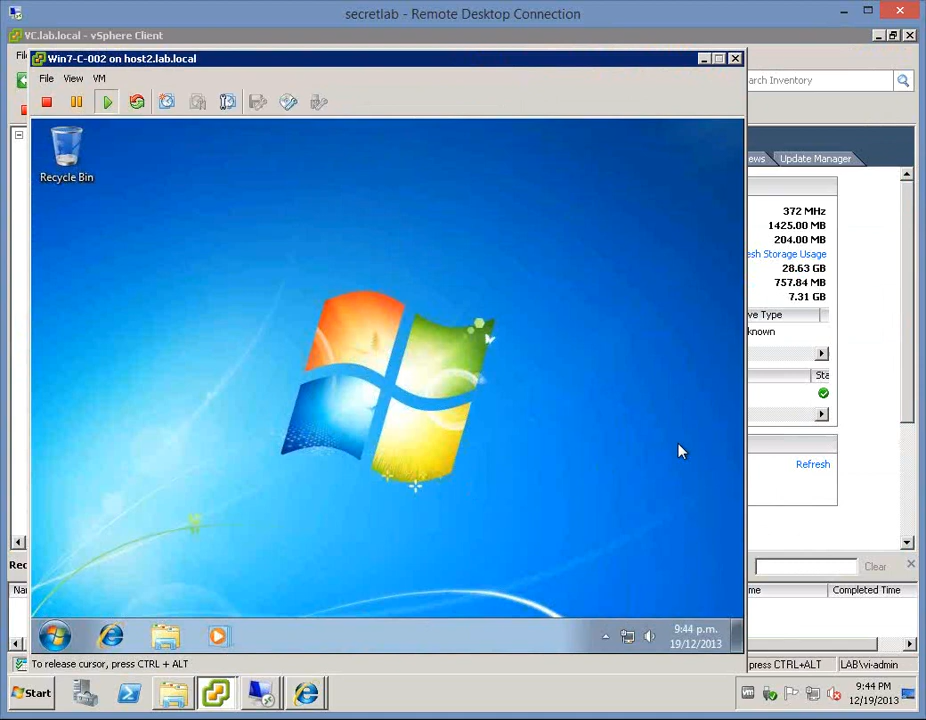 secretlab - Remote Desktop Connection
VC.lab.local - vSphere Client
Win7-C-002 on host2.lab.local
File View VM
arch Inventory
Recycle Bin
ews
Update Manager
372 MHz
1425.00 MB
204.00 MB
esh Storage Usage
28.63 GB
757.84 MB
7.31 GB
ve Type
known
Sta
Refresh
Rec
Clear
Na
me
Completed Time
9:44 p.m.
19/12/2013
To release cursor, press CTRL + ALT
press CTRL+ALT
LAB\vi-admin
Start
9:44 PM
12/19/2013